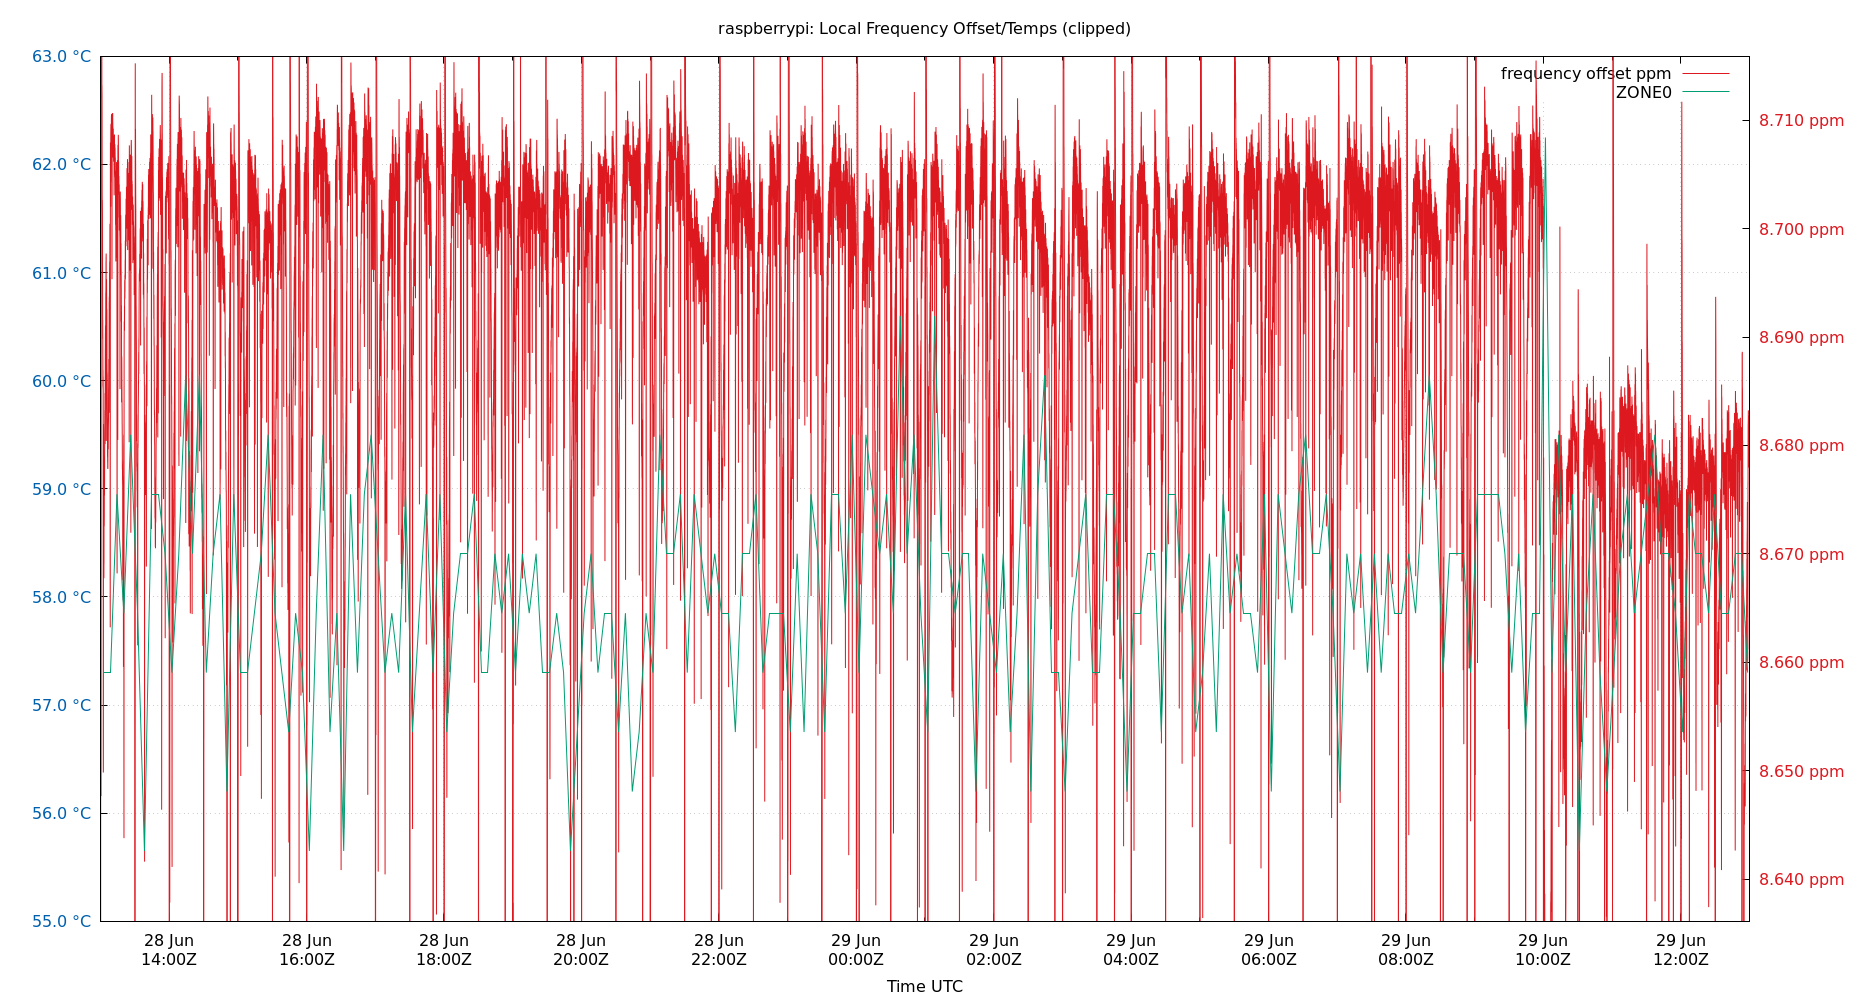 raspberrypi: Local Frequency Offset/Temps (clipped)
frequency offset ppm
ZONE0
63.0 °C
62.0 °C
61.0 °C
60.0 °C
59.0 °C
58.0 °C
57.0 °C
56.0 °C
55.0 °C
8.710 ppm
8.700 ppm
8.690 ppm
8.680 ppm
8.670 ppm
8.660 ppm
8.650 ppm
8.640 ppm
28 Jun 28 Jun 28 Jun 28 Jun 28 Jun 29 Jun 29 Jun 29 Jun 29 Jun 29 Jun 29 Jun 29 Jun
14:00Z 16:00Z 18:00Z 20:00Z 22:00Z 00:00Z 02:00Z 04:00Z 06:00Z 08:00Z 10:00Z 12:00Z
Time UTC